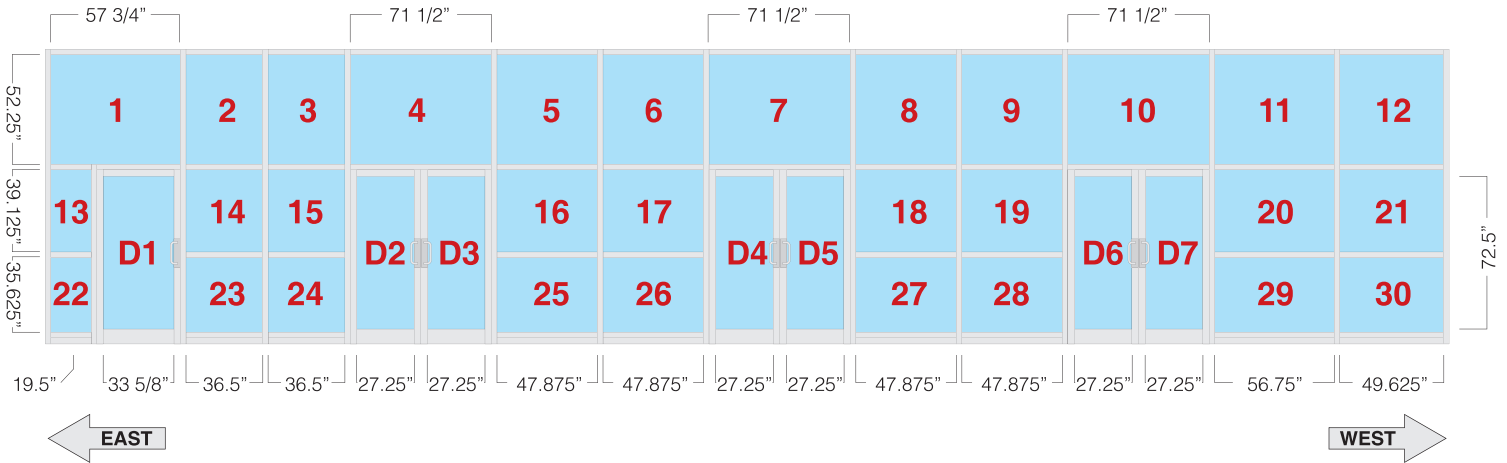 57 3/4” 71 1/2” 71 1/2” 71 1/2”
52.25”
1 2 3 4 5 6 7 8 9 10 11 12
39.125”
13 14 15 16 17 18 19 20 21
D1 D2 D3 D4 D5 D6 D7
72.5”
35.625”
22 23 24 25 26 27 28 29 30
19.5” 33 5/8” 36.5” 36.5” 27.25” 27.25” 47.875” 47.875” 27.25” 27.25” 47.875” 47.875” 27.25” 27.25” 56.75” 49.625”
EAST WEST